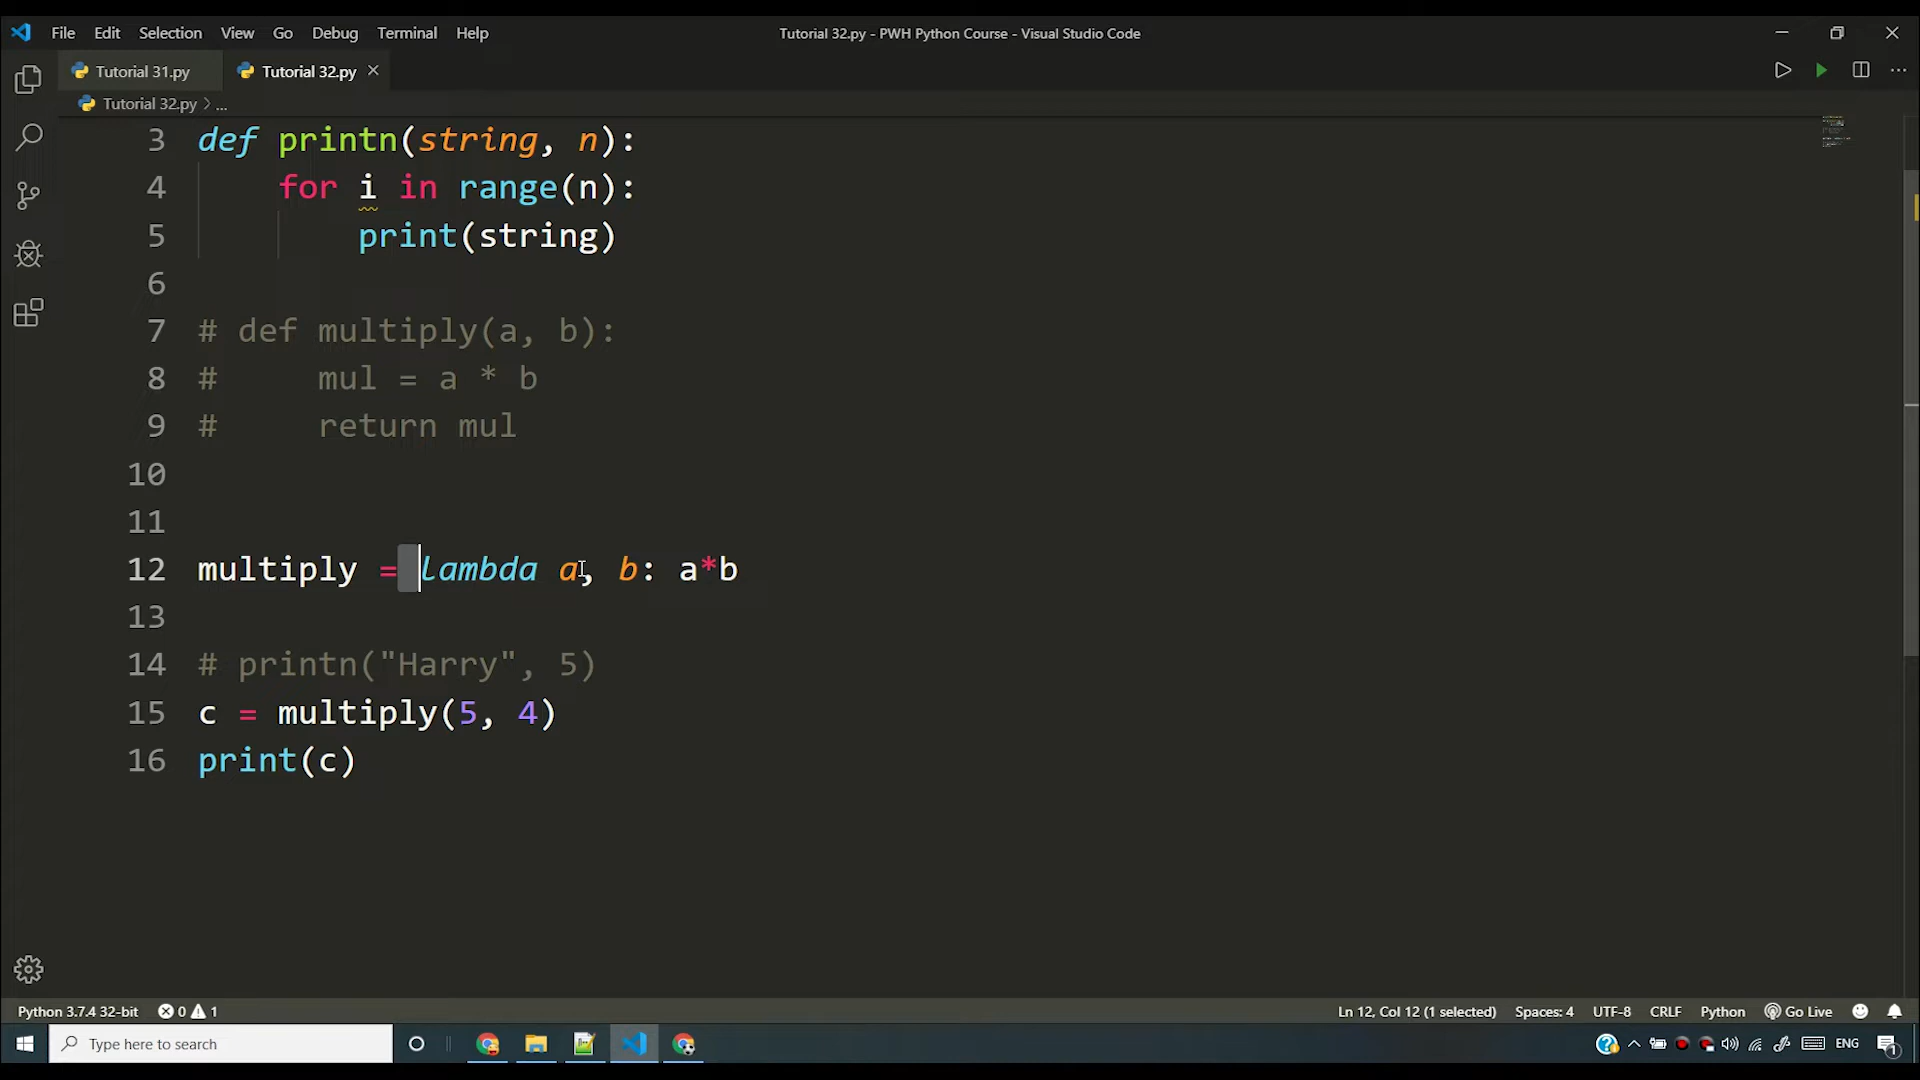 File Edit Selection View Go Debug Terminal Help
Tutorial 32.py - PWH Python Course - Visual Studio Code
Tutorial 31.py Tutorial 32.py
Tutorial 32.py > ...
3 def printn(string, n):
4 for i in range(n):
5 print(string)
6
7 # def multiply(a, b):
8 # mul = a * b
9 # return mul
10
11
12 multiply = lambda a, b: a*b
13
14 # printn("Harry", 5)
15 c = multiply(5, 4)
16 print(c)
Python 3.7.4 32-bit 0 1 Ln 12, Col 12 (1 selected) Spaces: 4 UTF-8 CRLF Python Go Live
Type here to search ENG 1